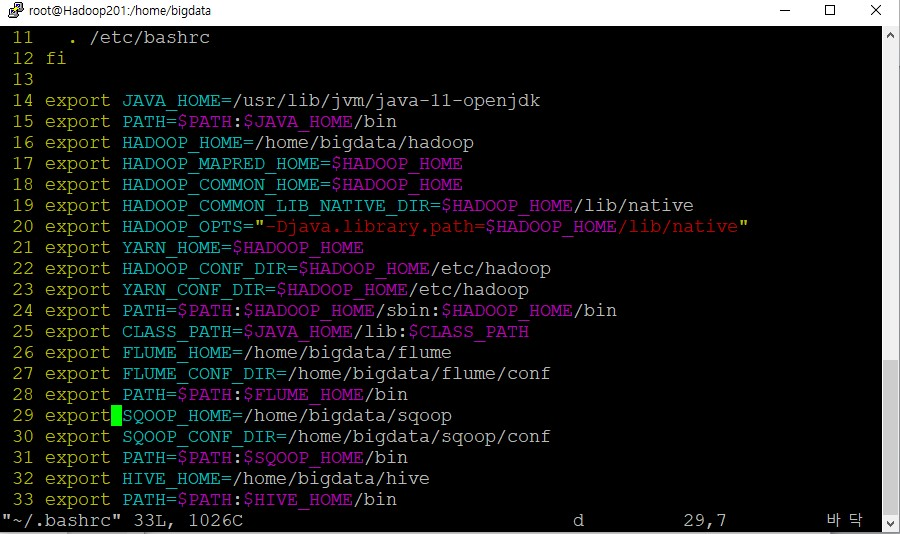 root@Hadoop201:/home/bigdata
11   . /etc/bashrc
12 fi
13
14 export JAVA_HOME=/usr/lib/jvm/java-11-openjdk
15 export PATH=$PATH:$JAVA_HOME/bin
16 export HADOOP_HOME=/home/bigdata/hadoop
17 export HADOOP_MAPRED_HOME=$HADOOP_HOME
18 export HADOOP_COMMON_HOME=$HADOOP_HOME
19 export HADOOP_COMMON_LIB_NATIVE_DIR=$HADOOP_HOME/lib/native
20 export HADOOP_OPTS="-Djava.library.path=$HADOOP_HOME/lib/native"
21 export YARN_HOME=$HADOOP_HOME
22 export HADOOP_CONF_DIR=$HADOOP_HOME/etc/hadoop
23 export YARN_CONF_DIR=$HADOOP_HOME/etc/hadoop
24 export PATH=$PATH:$HADOOP_HOME/sbin:$HADOOP_HOME/bin
25 export CLASS_PATH=$JAVA_HOME/lib:$CLASS_PATH
26 export FLUME_HOME=/home/bigdata/flume
27 export FLUME_CONF_DIR=/home/bigdata/flume/conf
28 export PATH=$PATH:$FLUME_HOME/bin
29 export SQOOP_HOME=/home/bigdata/sqoop
30 export SQOOP_CONF_DIR=/home/bigdata/sqoop/conf
31 export PATH=$PATH:$SQOOP_HOME/bin
32 export HIVE_HOME=/home/bigdata/hive
33 export PATH=$PATH:$HIVE_HOME/bin
"~/.bashrc" 33L, 1026C d 29,7 바닥